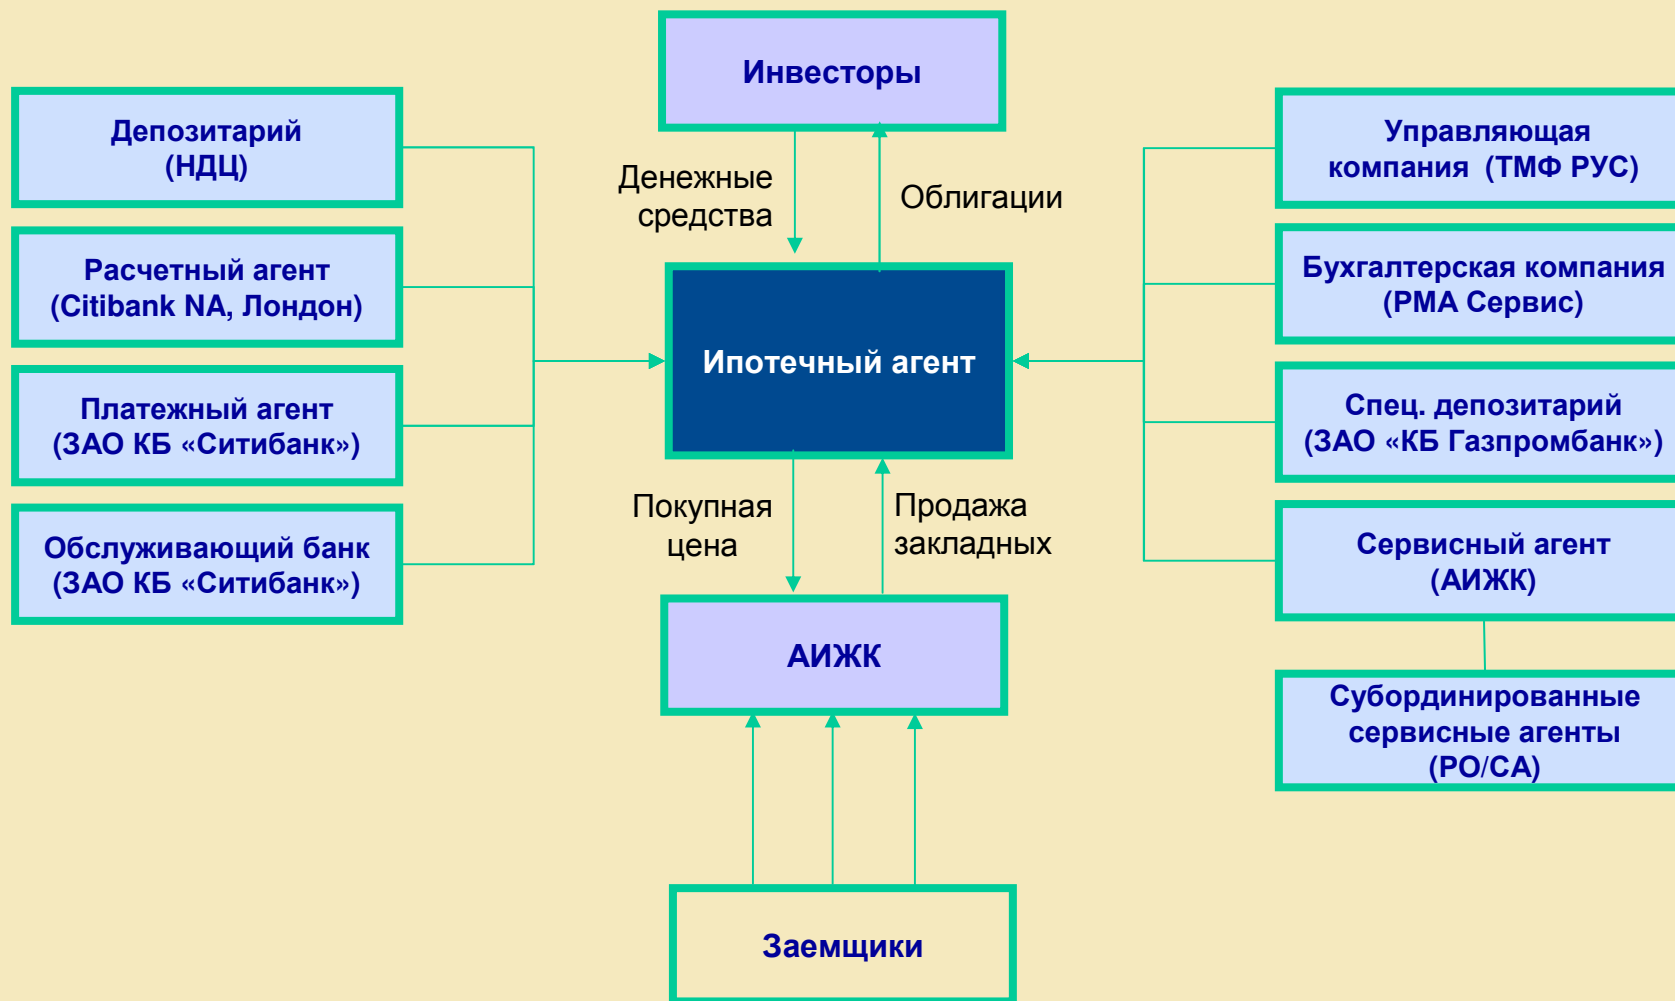 Инвесторы
Депозитарий
(НДЦ)
Расчетный агент
(Citibank NA, Лондон)
Платежный агент
(ЗАО КБ «Ситибанк»)
Обслуживающий банк
(ЗАО КБ «Ситибанк»)
Денежные
средства
Облигации
Ипотечный агент
Покупная
цена
Продажа
закладных
АИЖК
Заемщики
Управляющая
компания (ТМФ РУС)
Бухгалтерская компания
(РМА Сервис)
Спец. депозитарий
(ЗАО «КБ Газпромбанк»)
Сервисный агент
(АИЖК)
Субординированные
сервисные агенты
(РО/СА)